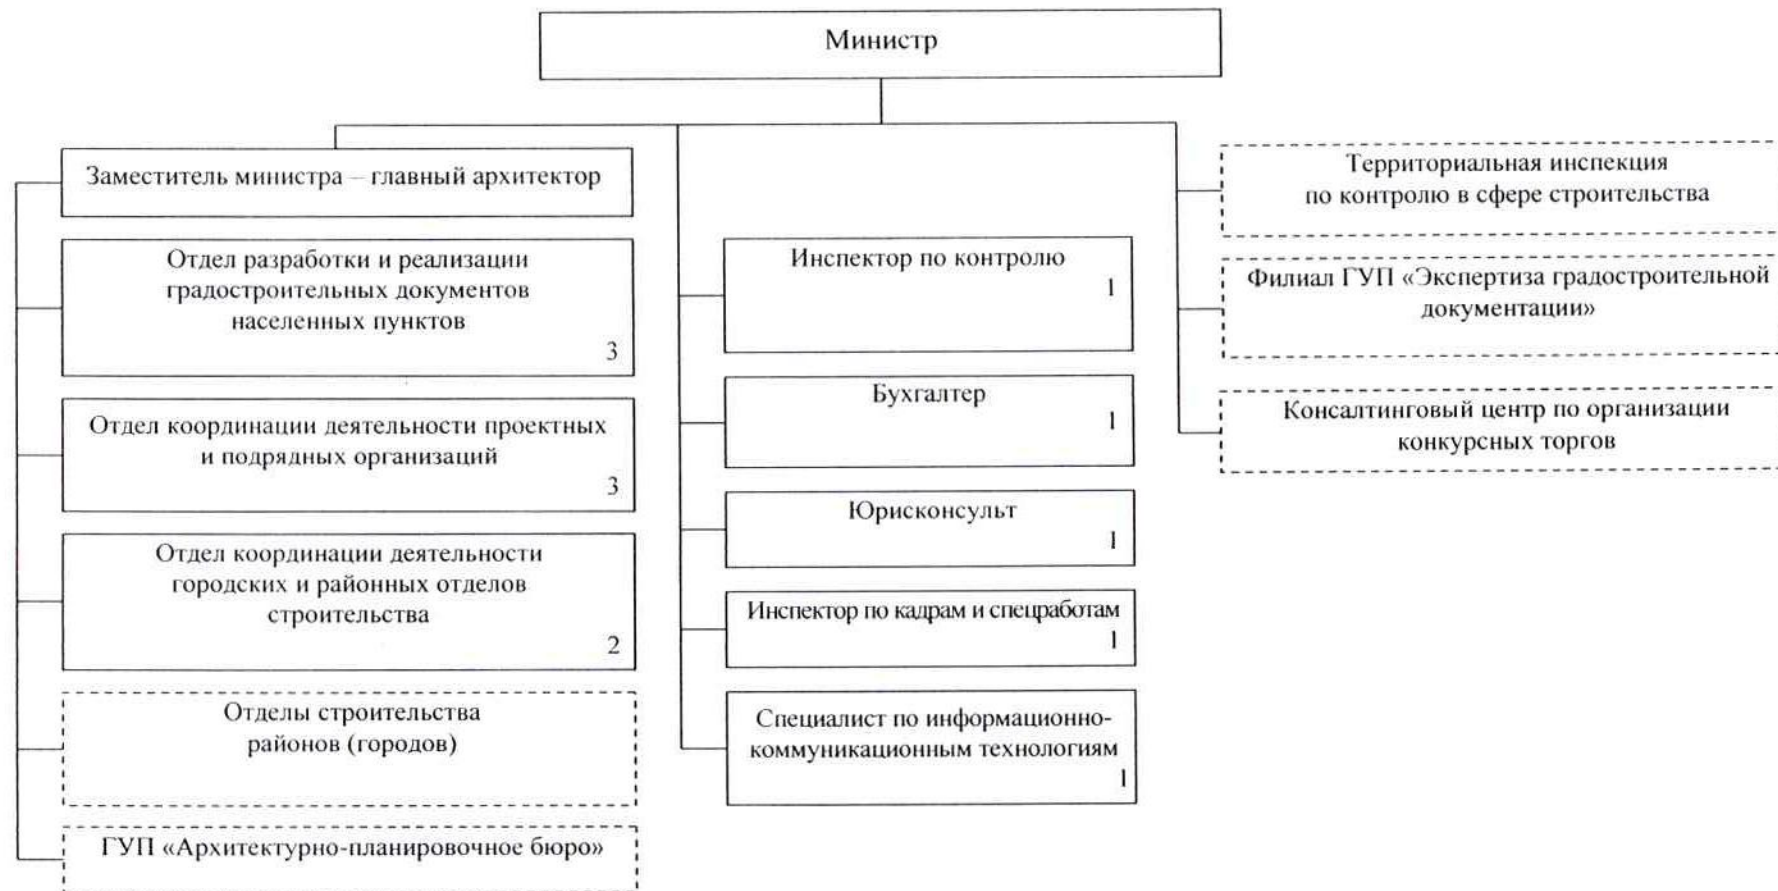 Министр
Заместитель министра – главный архитектор
Отдел разработки и реализации
градостроительных документов
населенных пунктов
3
Отдел координации деятельности проектных
и подрядных организаций
3
Отдел координации деятельности
городских и районных отделов
строительства
2
Отделы строительства
районов (городов)
ГУП «Архитектурно-планировочное бюро»
Инспектор по контролю
1
Бухгалтер
1
Юрисконсульт
1
Инспектор по кадрам и спецработам
1
Специалист по информационно-
коммуникационным технологиям
1
Территориальная инспекция
по контролю в сфере строительства
Филиал ГУП «Экспертиза градостроительной
документации»
Консалтинговый центр по организации
конкурсных торгов